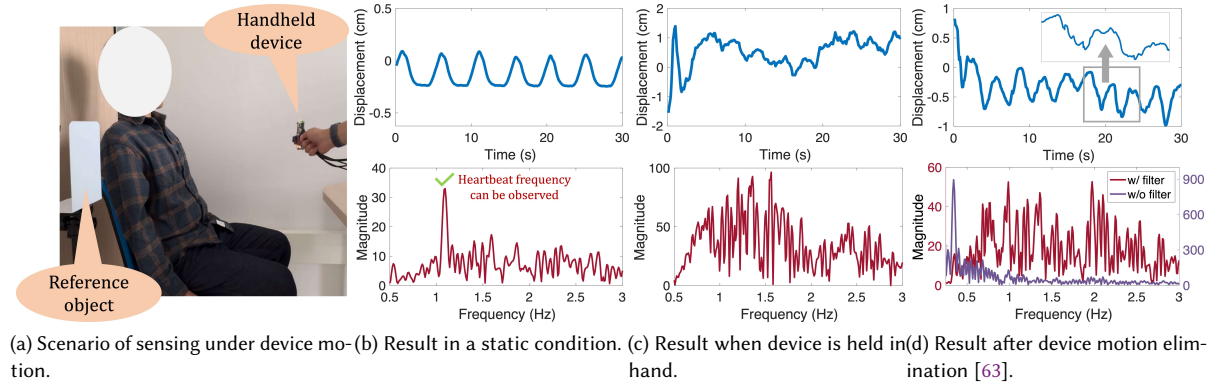 Handheld
device
Reference
object
0.5
0
-0.5
Displacement (cm)
0 10 20 30
Time (s)
40
30
20
10
0
Magnitude
Heartbeat frequency
can be observed
0.5 1 1.5 2 2.5 3
Frequency (Hz)
2
1
0
-1
-2
Displacement (cm)
0 10 20 30
Time (s)
100
50
0
Magnitude
0.5 1 1.5 2 2.5 3
Frequency (Hz)
1
0.5
0
-0.5
-1
Displacement (cm)
0 10 20 30
Time (s)
60
40
20
0
Magnitude
w/ filter
w/o filter
900
600
300
0
0.5 1 1.5 2 2.5 3
Frequency (Hz)
(a) Scenario of sensing under device mo-
tion.
(b) Result in a static condition.
(c) Result when device is held in
hand.
(d) Result after device motion elim-
ination [63].